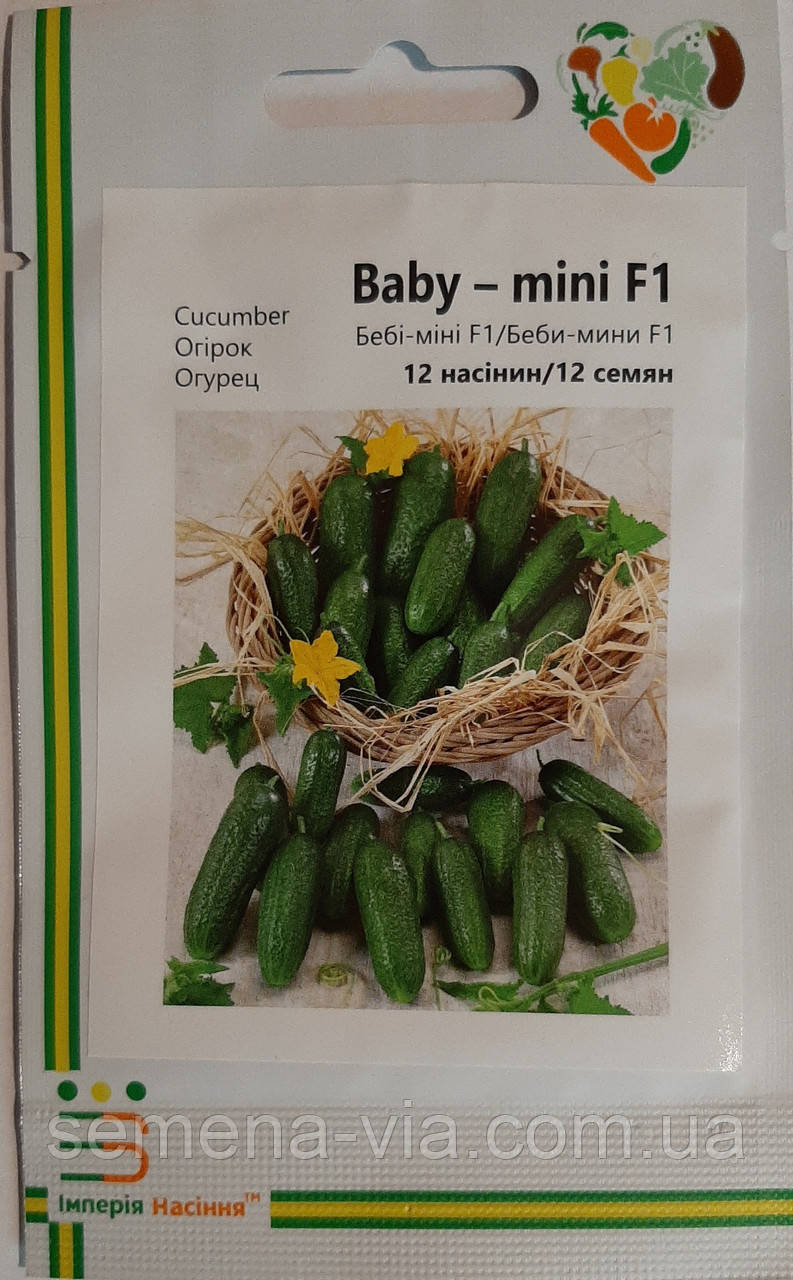 Baby – mini F1
Cucumber
Огірок
Огурец
Бебі-міні F1/Беби-мини F1
12 насінин/12 семян
semena-via.com.ua
Імперія Насіння™